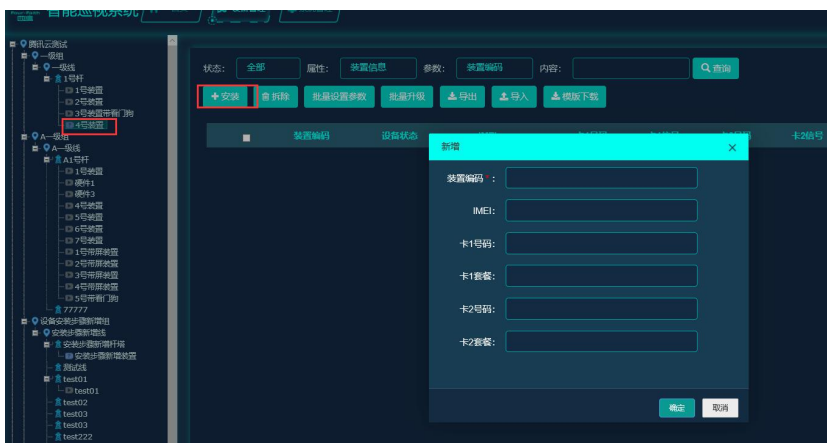 智能巡视系统
腾讯云测试
一级组
一级线
1号杆
1号装置
2号装置
3号装置带看门狗
4号装置
A一级组
A一级线
A1号杆
1号装置
硬件1
硬件3
4号装置
5号装置
6号装置
7号装置
1号带屏装置
2号带屏装置
3号带屏装置
4号带屏装置
5号带看门狗
77777
设备安装步骤新增组
安装步骤新增线
安装步骤新增杆塔
安装步骤新增装置
测试线
test01
test01
test02
test03
test03
test222
状态: 全部 属性: 装置信息 参数: 装置编码 内容: 查询
安装 拆除 批量设置参数 批量升级 导出 导入 模版下载
装置编码 设备状态 卡2信号
新增
装置编码 * :
IMEI:
卡1号码:
卡1套餐:
卡2号码:
卡2套餐:
确定 取消